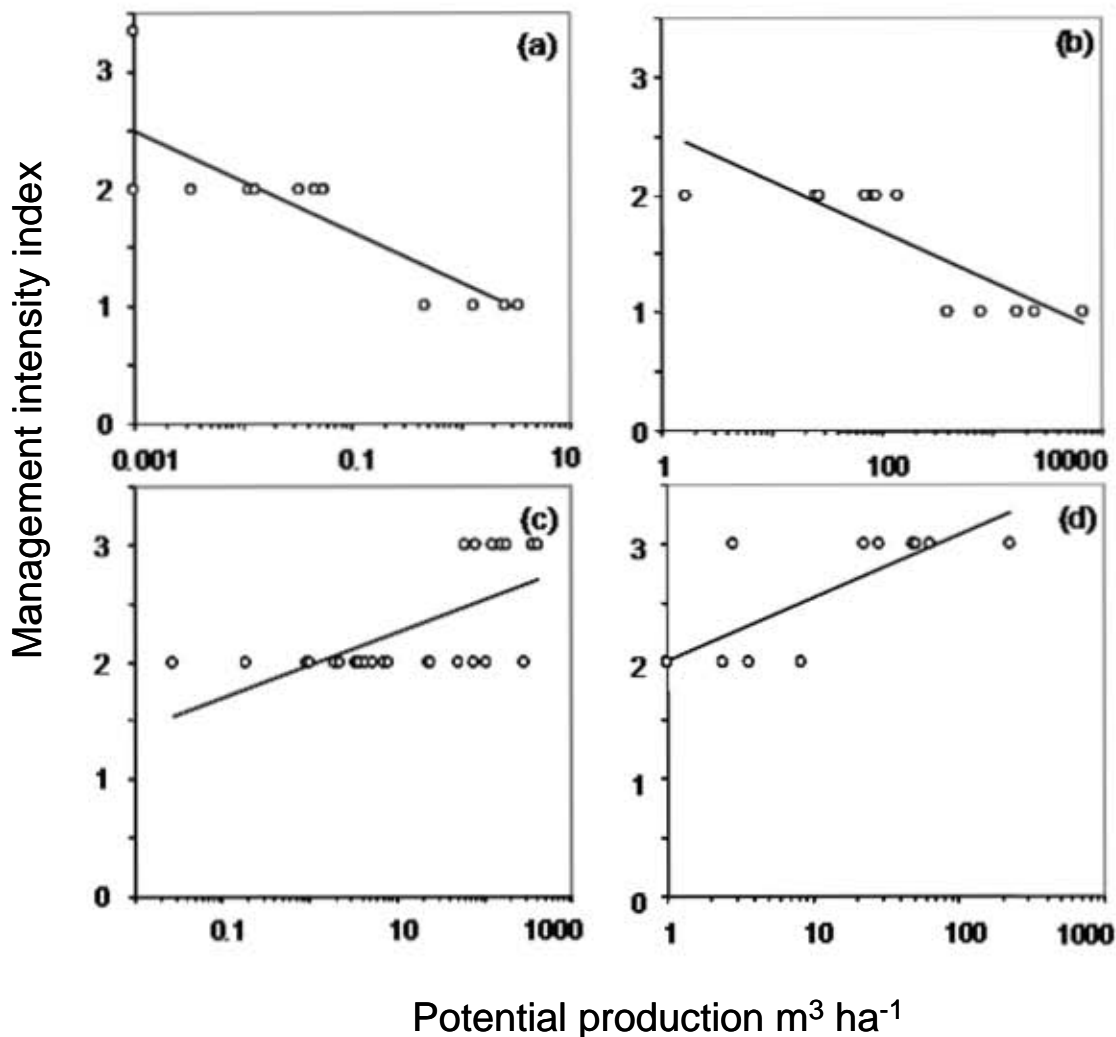 Management intensity index
(a)
3
2
1
0
0.001 0.1 10
(b)
3
2
1
0
1 100 10000
(c)
3
2
1
0
0.1 10 1000
(d)
3
2
1
0
1 10 100 1000
Potential production m³ ha⁻¹